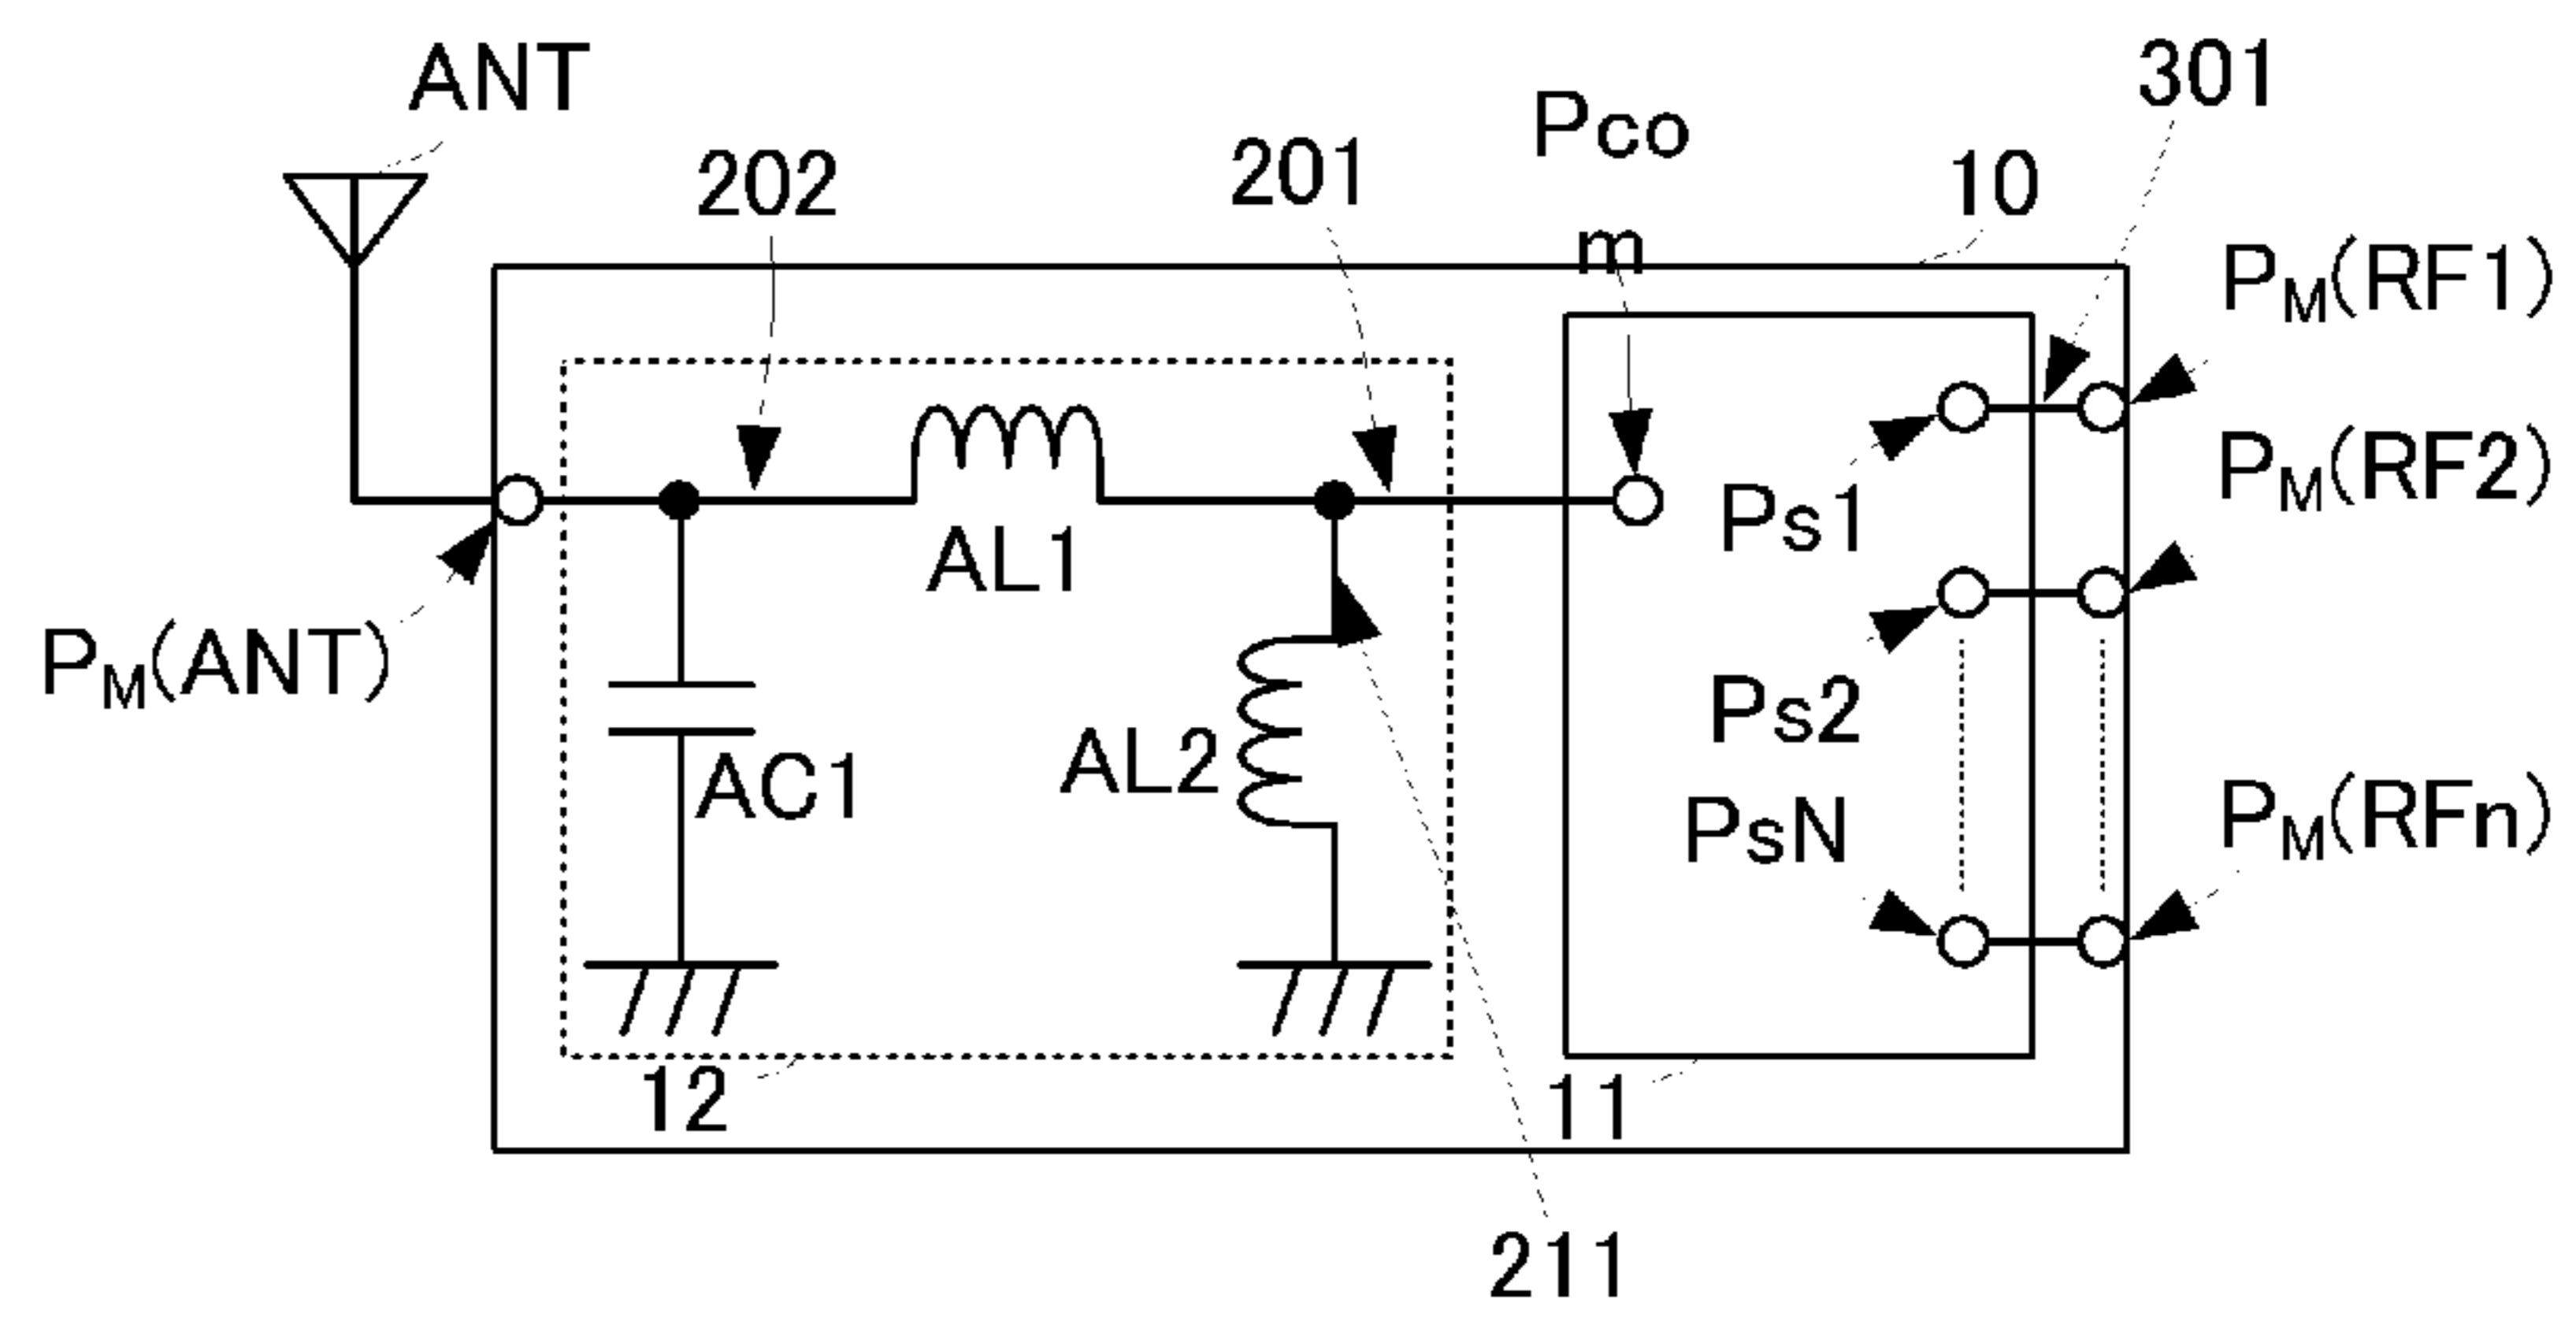 ANT
202
201
Pco
m
10
301
PM(RF1)
PM(RF2)
Ps1
AL1
PM(ANT)
AC1
AL2
Ps2
PsN
PM(RFn)
12
11
211